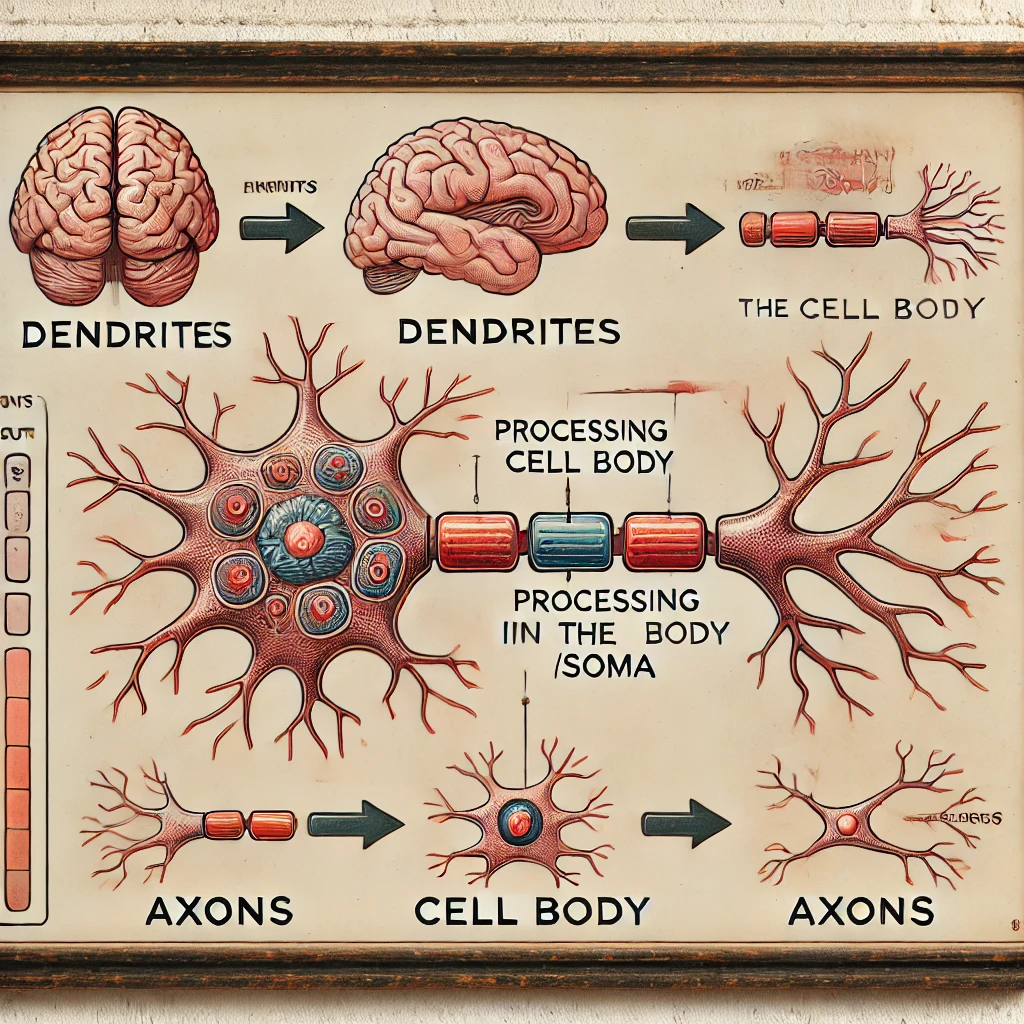 DENDRITES
DENDRITES
THE CELL BODY
PROCESSING
CELL BODY
PROCESSING
IIN THE BODY
/SOMA
AXONS
CELL BODY
AXONS